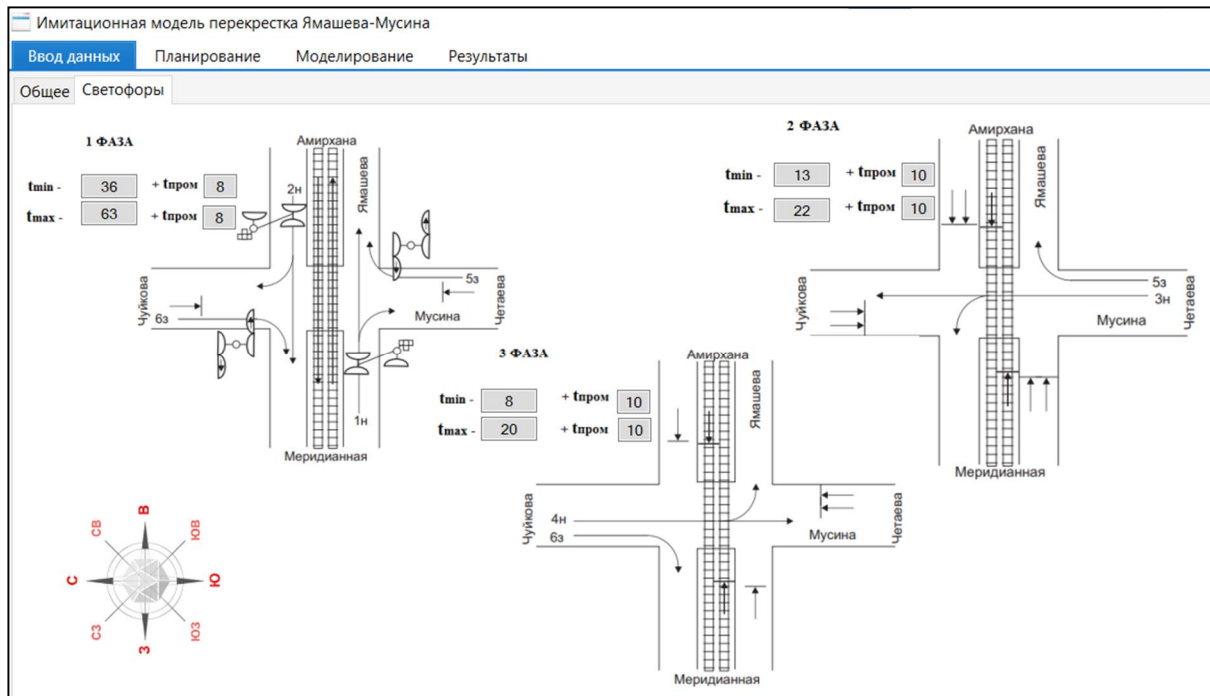 Имитационная модель перекрестка Ямашева-Мусина
Ввод данных Планирование Моделирование Результаты
Общее Светофоры
1 ФАЗА
tmin - 36 + tпром 8
tmax - 63 + tпром 8
Амирхана
Ямашева
2н
5з
Чуйкова
6з
Мусина
Четаева
1н
Меридианная
2 ФАЗА
tmin - 13 + tпром 10
tmax - 22 + tпром 10
Амирхана
Ямашева
5з
3н
Чуйкова
Мусина
Четаева
Меридианная
3 ФАЗА
tmin - 8 + tпром 10
tmax - 20 + tпром 10
Амирхана
Ямашева
Чуйкова
4н
6з
Мусина
Четаева
Меридианная
В
СВ
ЮВ
С
Ю
СЗ
ЮЗ
З